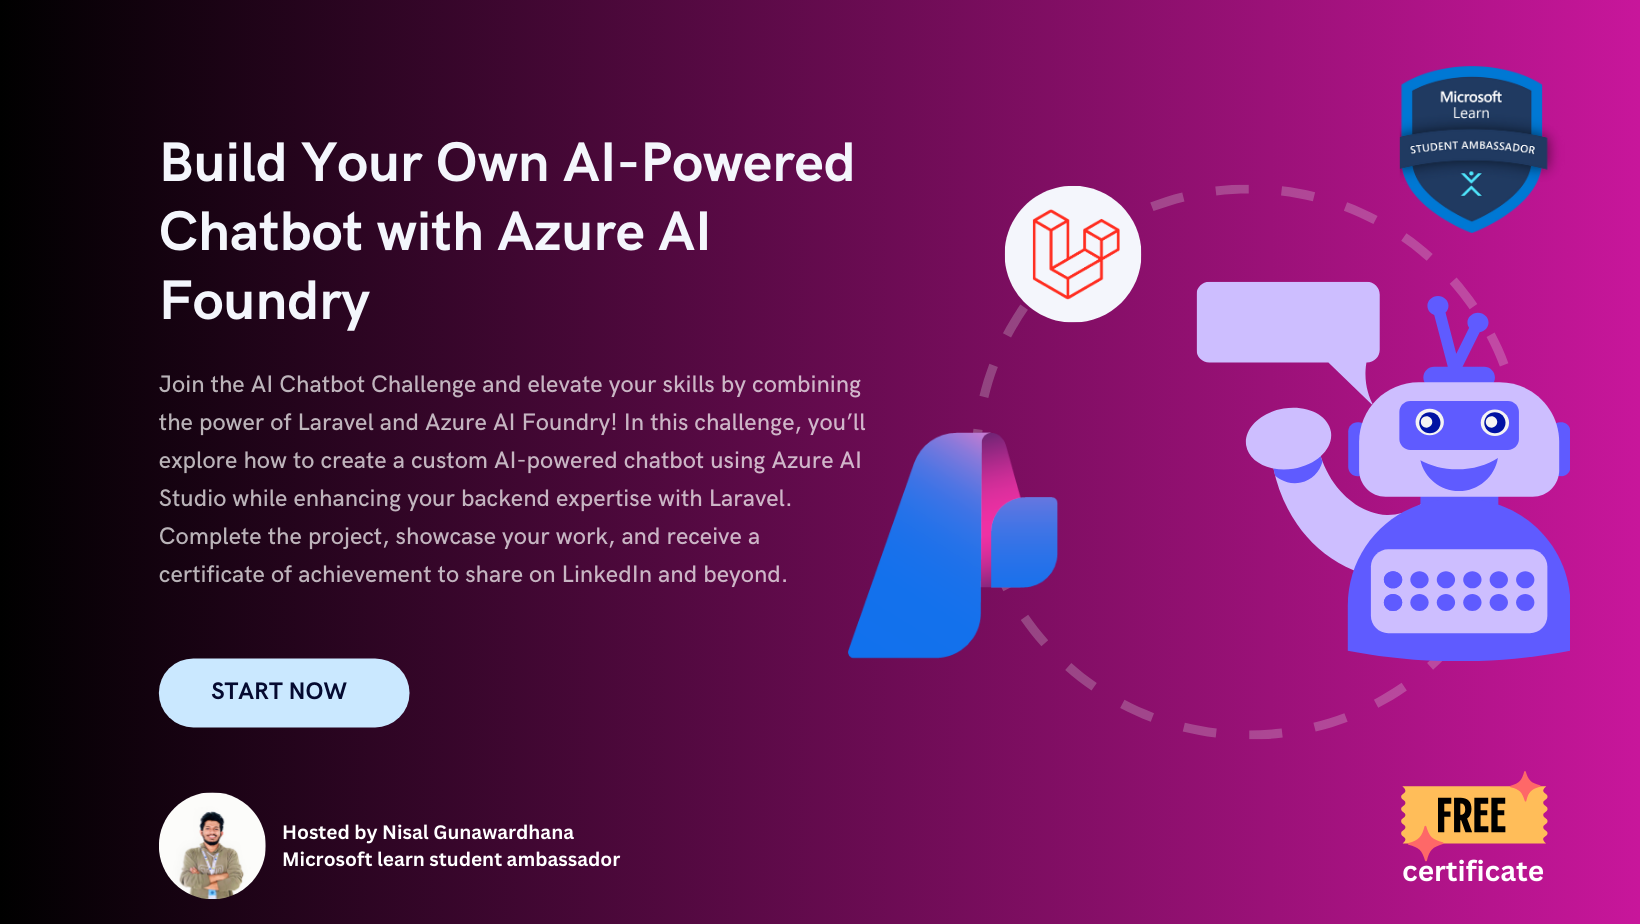 Build Your Own AI-Powered
Chatbot with Azure AI
Foundry
Join the AI Chatbot Challenge and elevate your skills by combining
the power of Laravel and Azure AI Foundry! In this challenge, you’ll
explore how to create a custom AI-powered chatbot using Azure AI
Studio while enhancing your backend expertise with Laravel.
Complete the project, showcase your work, and receive a
certificate of achievement to share on LinkedIn and beyond.
START NOW
Hosted by Nisal Gunawardhana
Microsoft learn student ambassador
Microsoft
Learn
STUDENT AMBASSADOR
FREE
certificate